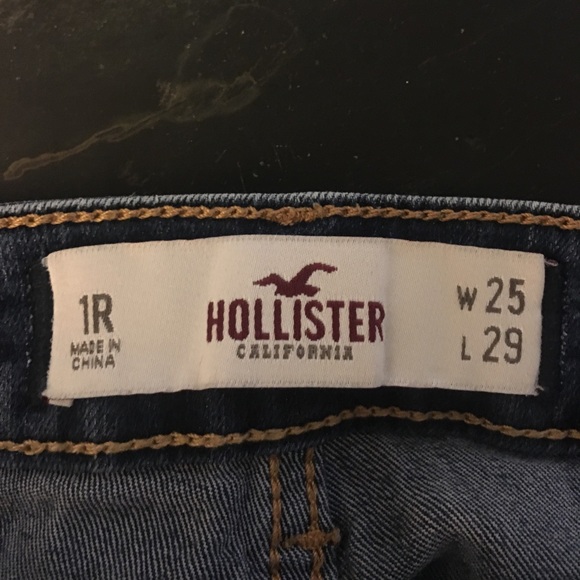 1R
MADE IN
CHINA
HOLLISTER
CALIFORNIA
W 25
L 29